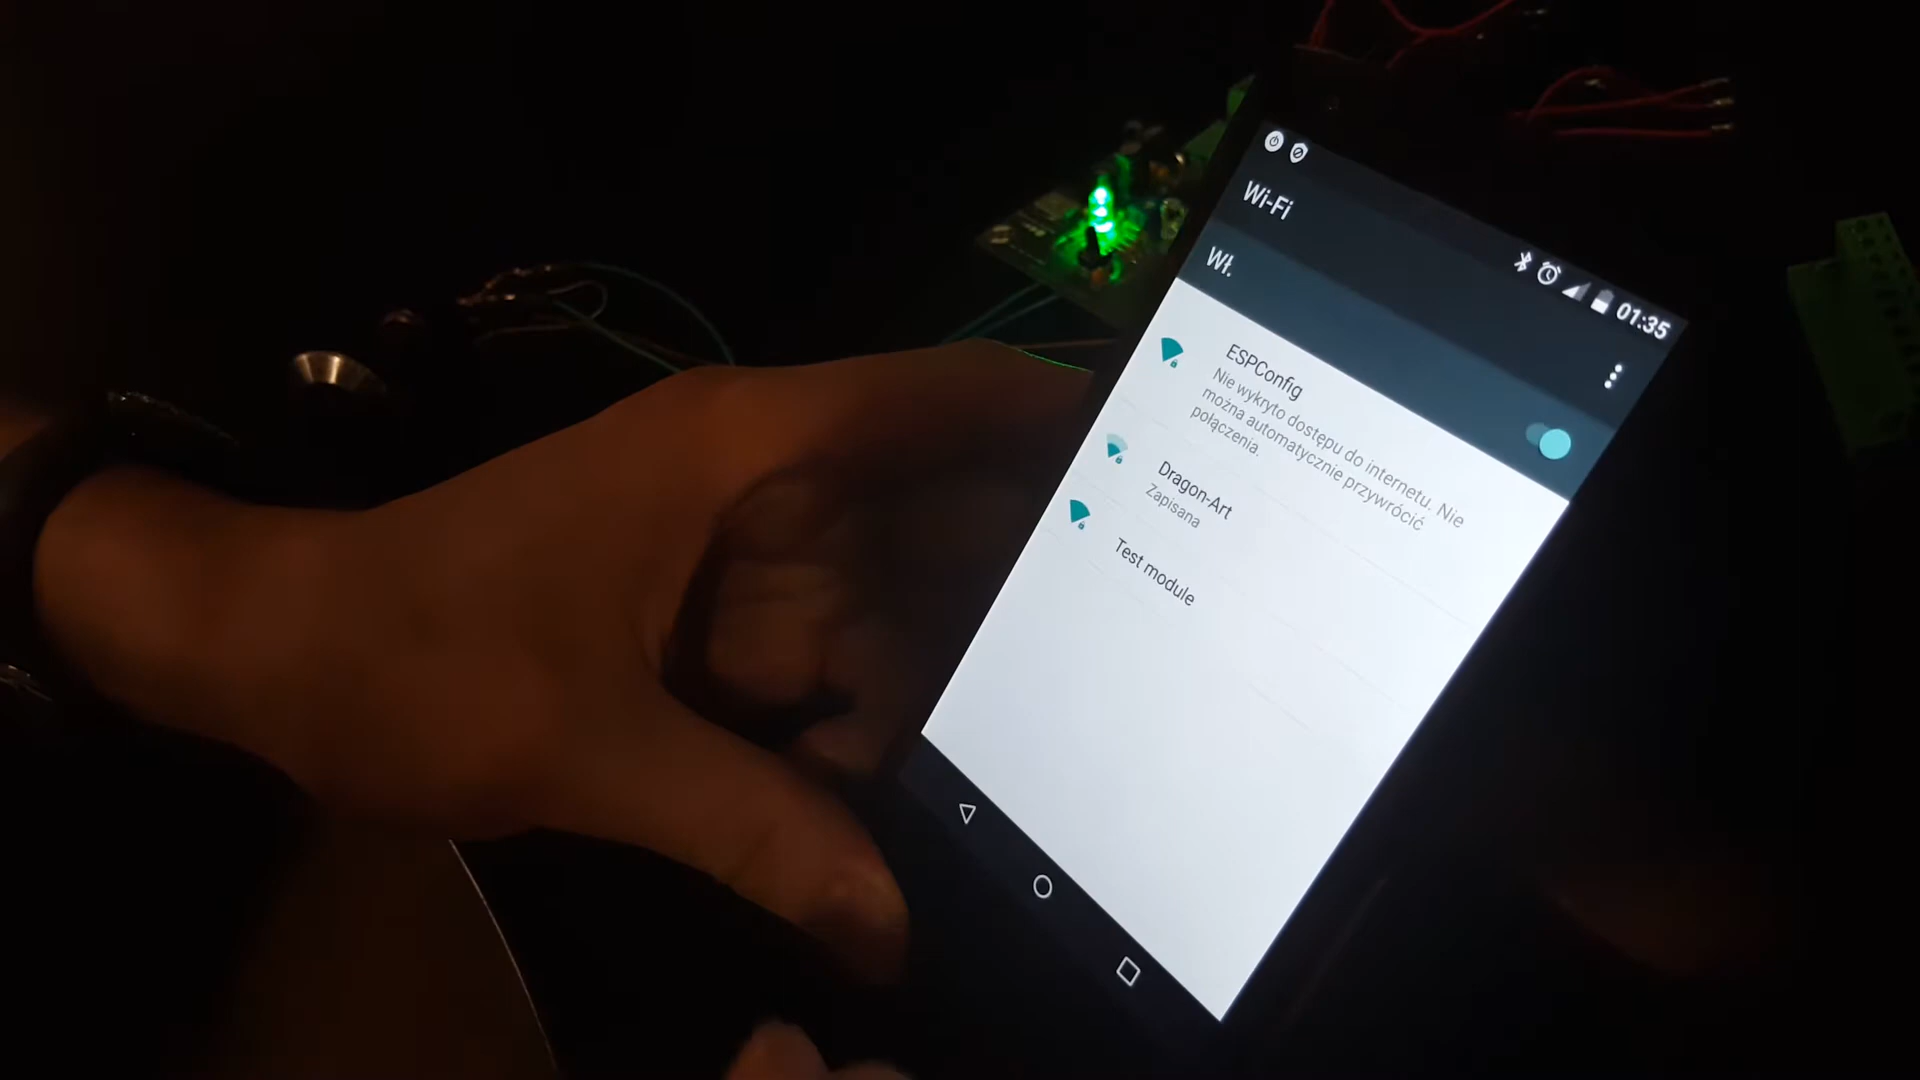 Wi-Fi
01:35
Wł.
ESPConfig
Nie wykryto dostępu do internetu. Nie
można automatycznie przywrócić
połączenia.
Dragon-Art
Zapisana
Test module